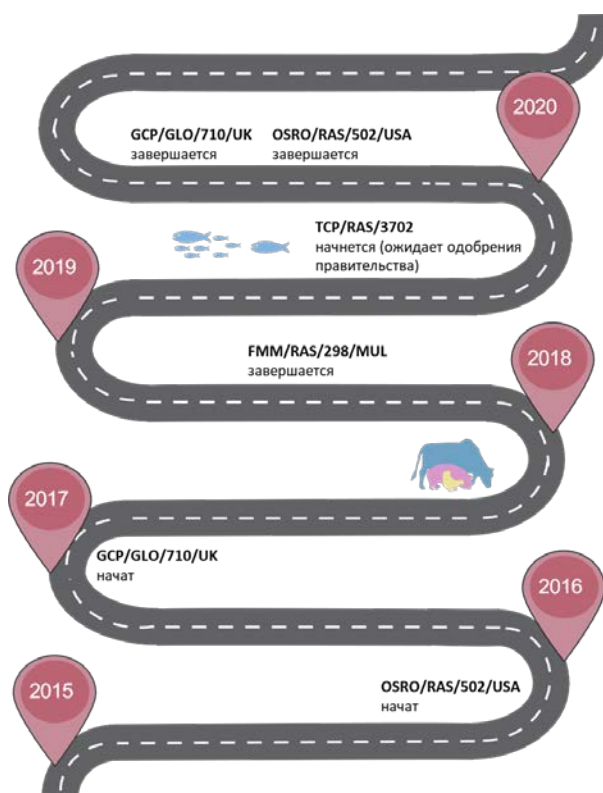 2020
GCP/GLO/710/UK
завершается
OSRO/RAS/502/USA
завершается
TCP/RAS/3702
начнется (ожидает одобрения
правительства)
2019
FMM/RAS/298/MUL
завершается
2018
2017
GCP/GLO/710/UK
начат
2016
OSRO/RAS/502/USA
начат
2015